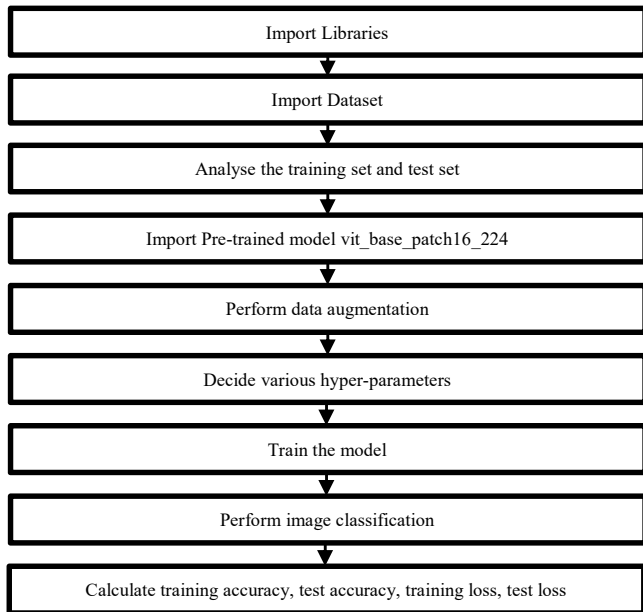 Import Libraries
Import Dataset
Analyse the training set and test set
Import Pre-trained model vit_base_patch16_224
Perform data augmentation
Decide various hyper-parameters
Train the model
Perform image classification
Calculate training accuracy, test accuracy, training loss, test loss